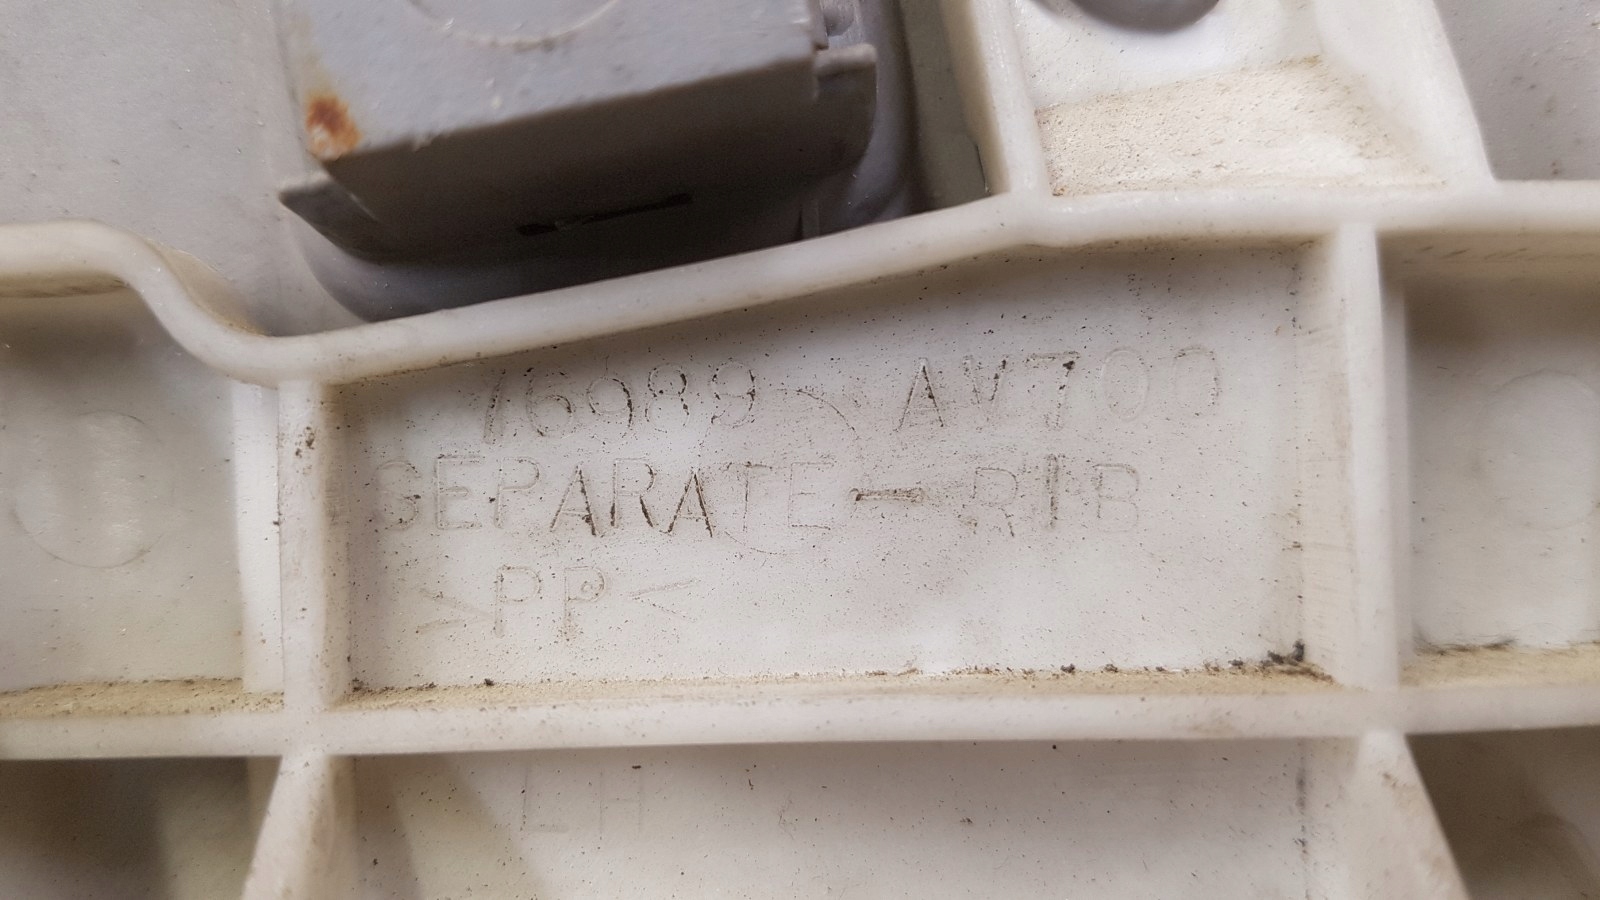 76989 AV700
SEPARATE-RIB
>PP<
LH